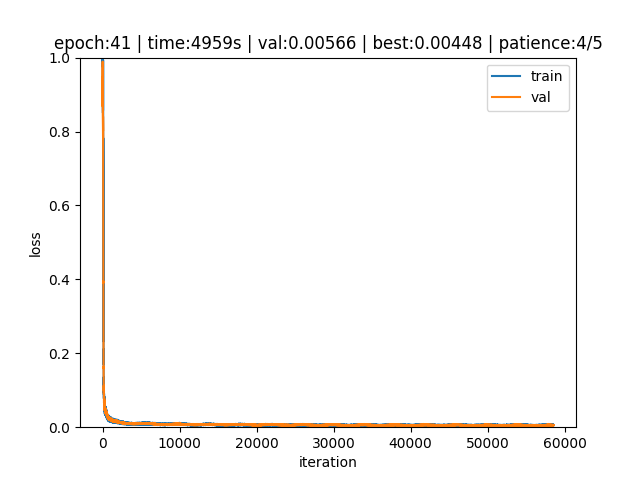 epoch:41 | time:4959s | val:0.00566 | best:0.00448 | patience:4/5
1.0
0.8
0.6
0.4
0.2
0.0
loss
train
val
0
10000
20000
30000
40000
50000
60000
iteration